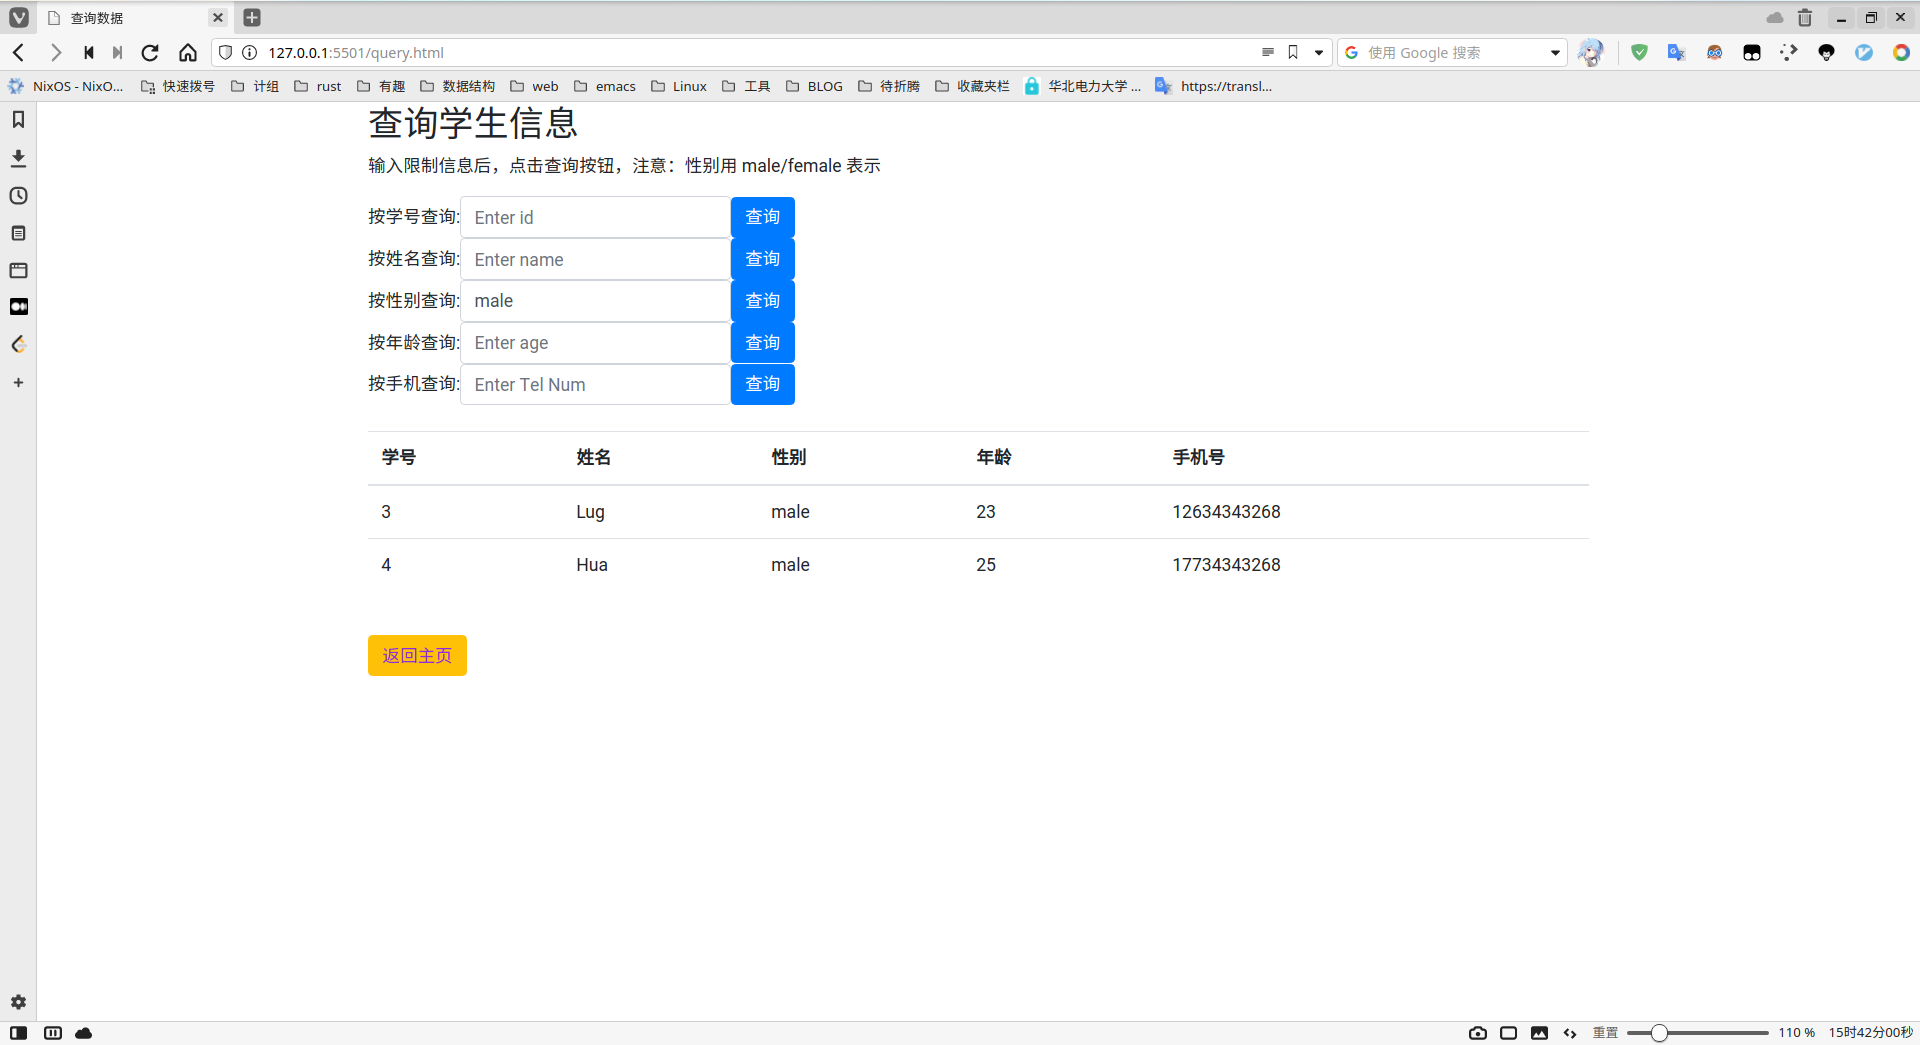 查询数据
127.0.0.1:5501/query.html
使用 Google 搜索
NixOS - NixO... 快速拨号 计组 rust 有趣 数据结构 web emacs Linux 工具 BLOG 待折腾 收藏夹栏 华北电力大学 ... https://transl...
查询学生信息
输入限制信息后，点击查询按钮，注意：性别用 male/female 表示
按学号查询: Enter id 查询
按姓名查询: Enter name 查询
按性别查询: male 查询
按年龄查询: Enter age 查询
按手机查询: Enter Tel Num 查询
学号 姓名 性别 年龄 手机号
3 Lug male 23 12634343268
4 Hua male 25 17734343268
返回主页
重置 110 % 15时42分00秒